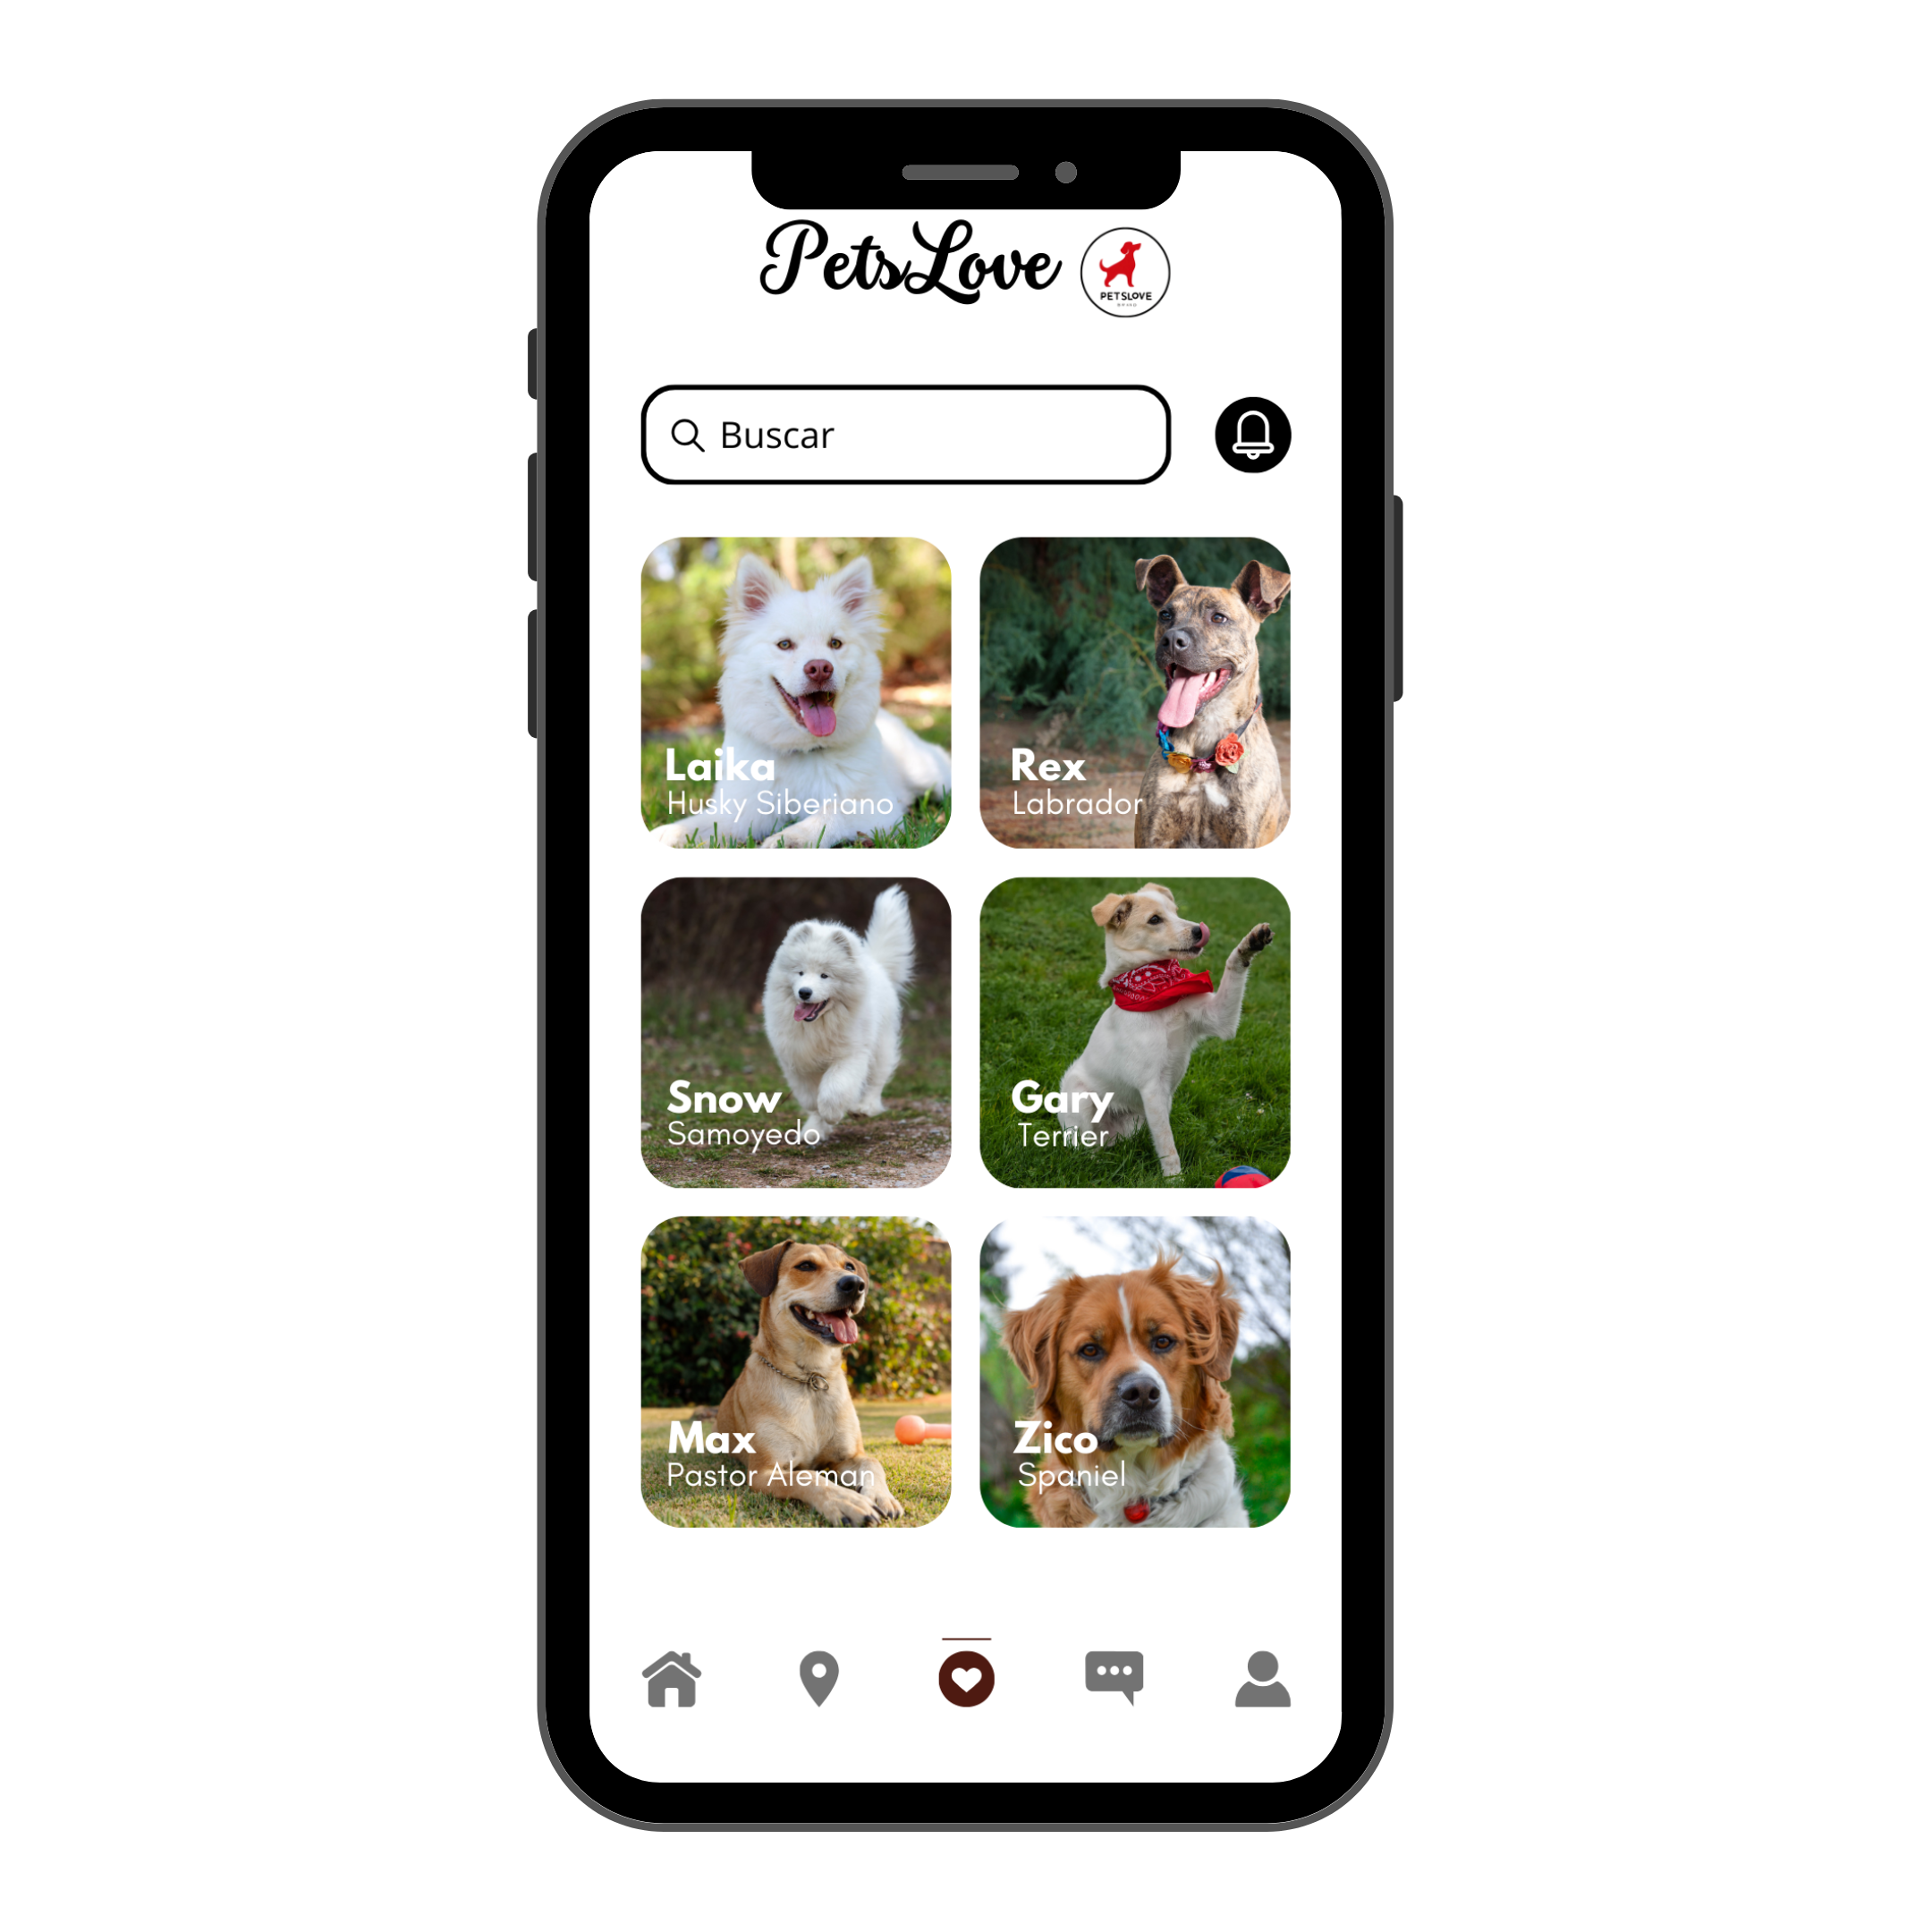 PetsLove
PETSLOVE
Buscar
Laika
Husky Siberiano
Rex
Labrador
Snow
Samoyedo
Gary
Terrier
Max
Pastor Aleman
Zico
Spaniel